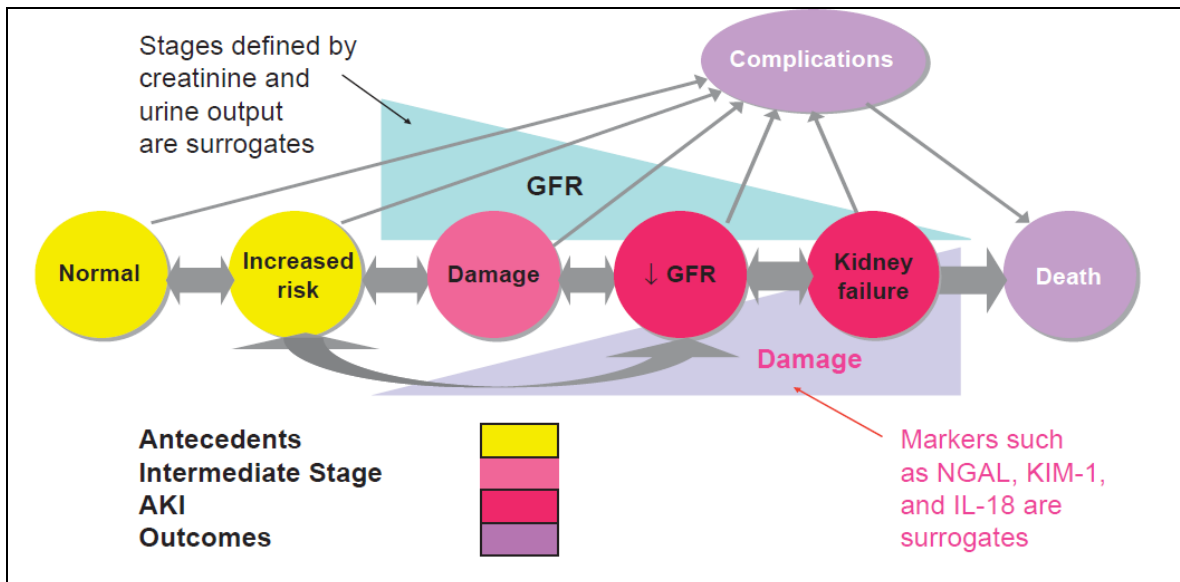 Stages defined by
creatinine and
urine output
are surrogates
Complications
GFR
Normal
Increased
risk
Damage
↓ GFR
Kidney
failure
Death
Damage
Antecedents
Intermediate Stage
AKI
Outcomes
Markers such
as NGAL, KIM-1,
and IL-18 are
surrogates